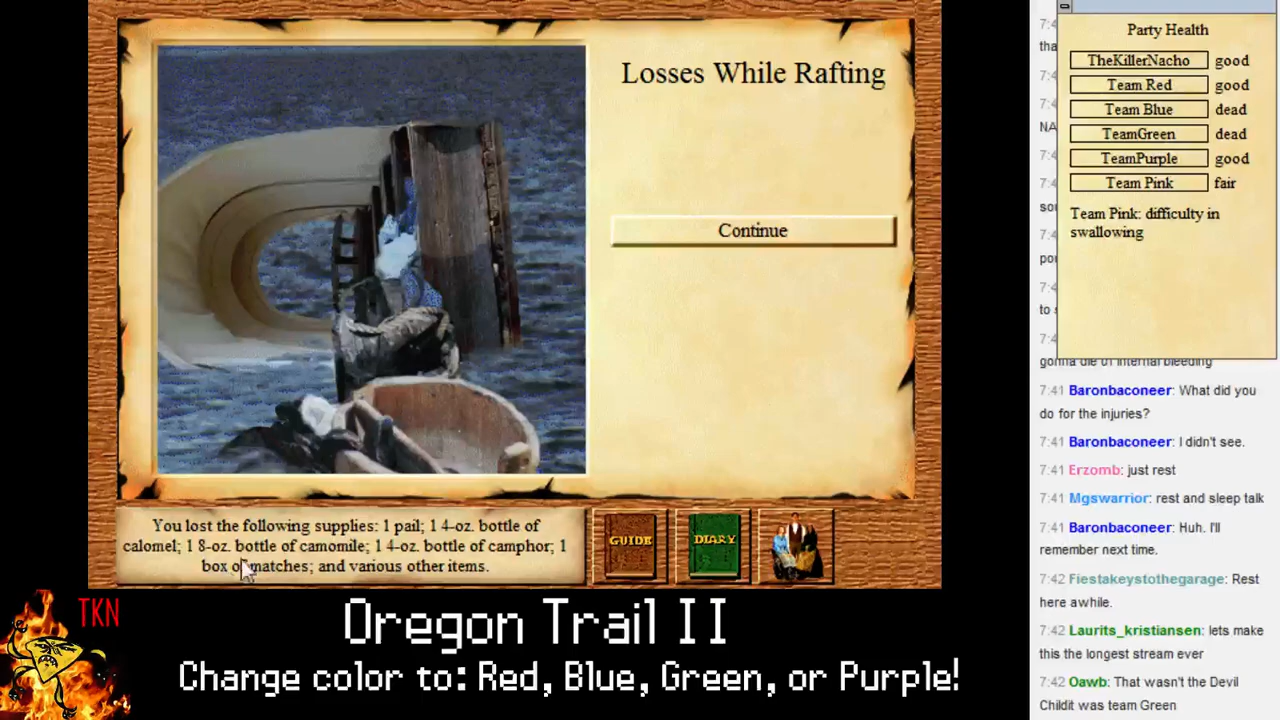 Losses While Rafting
Continue
You lost the following supplies: 1 pail; 1 4-oz. bottle of
calomel; 1 8-oz. bottle of camomile; 1 4-oz. bottle of camphor; 1
box of matches; and various other items.
GUIDE
DIARY
TKN
Oregon Trail II
Change color to: Red, Blue, Green, or Purple!
Party Health
TheKillerNacho good
Team Red good
Team Blue dead
TeamGreen dead
TeamPurple good
Team Pink fair
Team Pink: difficulty in
swallowing
gonna die of internal bleeding
7:41 Baronbaconeer: What did you
do for the injuries?
7:41 Baronbaconeer: I didn't see.
7:41 Erzomb: just rest
7:41 Mgswarrior: rest and sleep talk
7:41 Baronbaconeer: Huh. I'll
remember next time.
7:42 Fiestakeystothegarage: Rest
here awhile.
7:42 Laurits_kristiansen: lets make
this the longest stream ever
7:42 Oawb: That wasn't the Devil
Childit was team Green